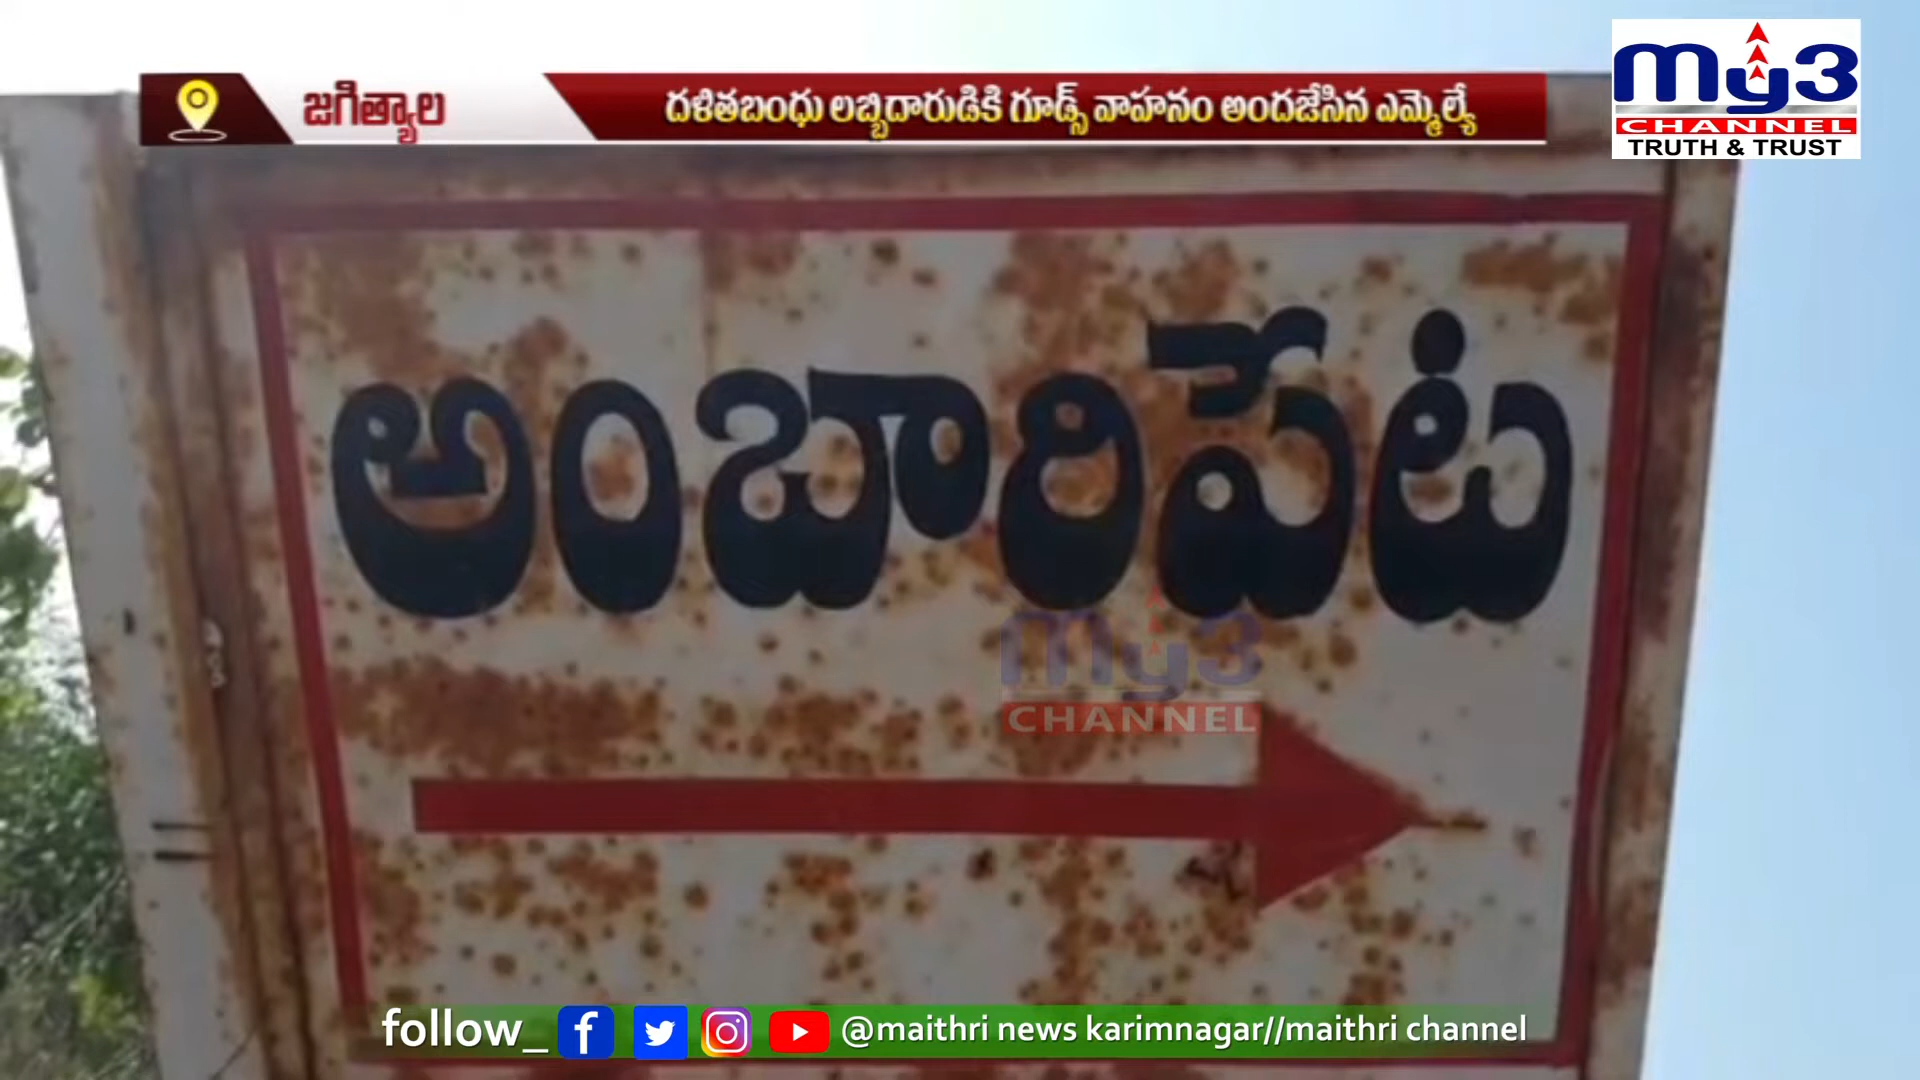 జగిత్యాల
దళితబంధు లబ్బిదారుడికి గూడ్స్ వాహనం అందజేసిన ఎమ్మెల్యే
my3
CHANNEL
TRUTH & TRUST
అంబారిపేట
my3
CHANNEL
follow_ @maithri news karimnagar//maithri channel